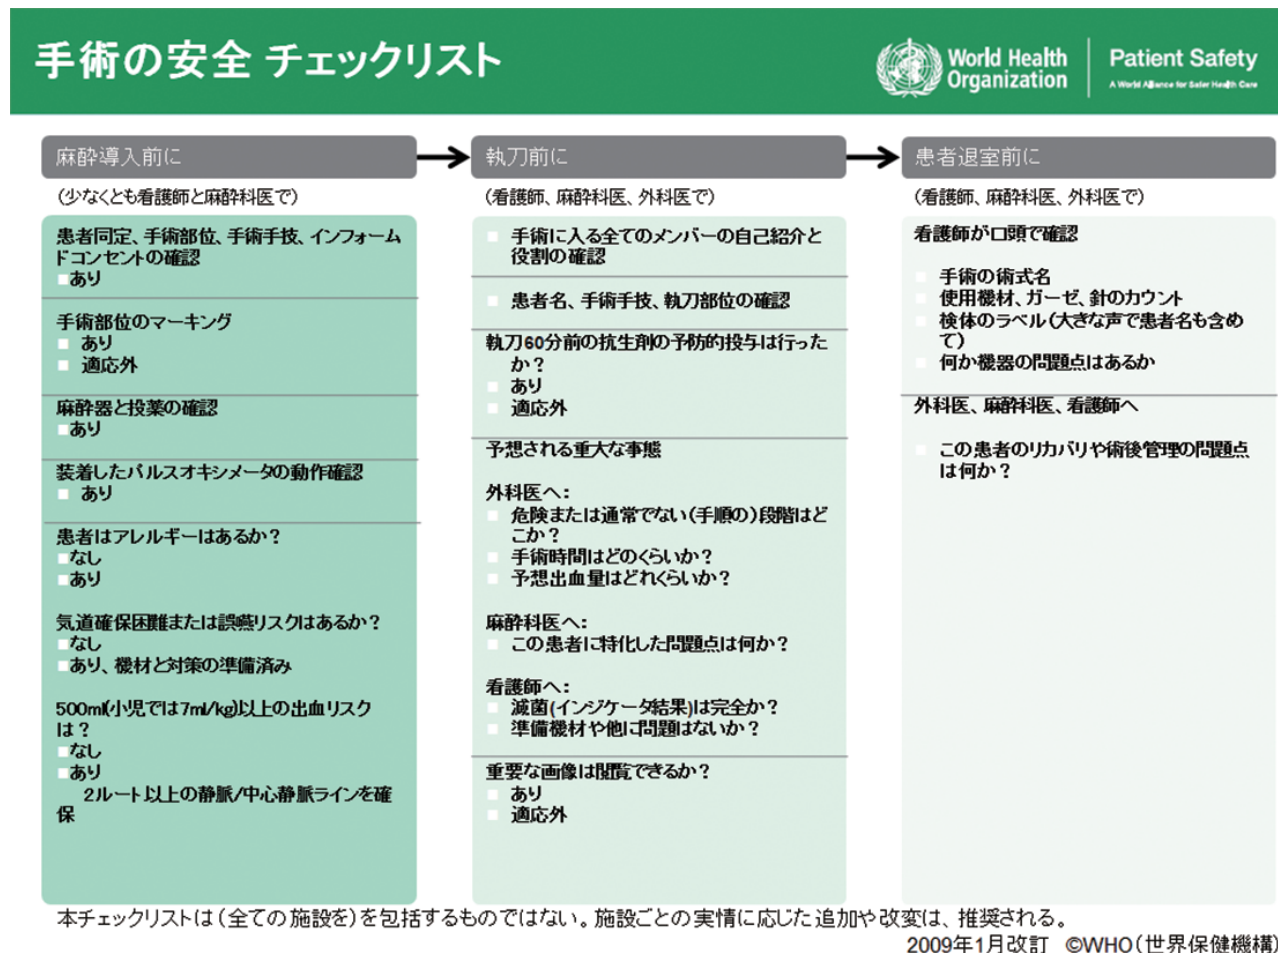 手術の安全 チェックリスト
World Health
Organization
Patient Safety
A World Alliance for Safer Health Care
麻酔導入前に
(少なくとも看護師と麻酔科医で)
患者同定、手術部位、手術手技、インフォーム
ドコンセントの確認
あり
手術部位のマーキング
あり
適応外
麻酔器と投薬の確認
あり
装着したパルスオキシメータの動作確認
あり
患者はアレルギーはあるか？
なし
あり
気道確保困難または誤嚥リスクはあるか？
なし
あり、機材と対策の準備済み
500ml(小児では7ml/kg)以上の出血リスク
は？
なし
あり
2ルート以上の静脈/中心静脈ラインを確
保
執刀前に
(看護師、麻酔科医、外科医で)
手術に入る全てのメンバーの自己紹介と
役割の確認
患者名、手術手技、執刀部位の確認
執刀60分前の抗生剤の予防的投与は行った
か？
あり
適応外
予想される重大な事態
外科医へ：
危険または通常でない(手順の)段階はど
こか？
手術時間はどのくらいか？
予想出血量はどれくらいか？
麻酔科医へ：
この患者に特化した問題点は何か？
看護師へ：
滅菌(インジケータ結果)は完全か？
準備機材や他に問題はないか？
重要な画像は閲覧できるか？
あり
適応外
患者退室前に
(看護師、麻酔科医、外科医で)
看護師が口頭で確認
手術の術式名
使用機材、ガーゼ、針のカウント
検体のラベル(大きな声で患者名も含め
て)
何か機器の問題点はあるか
外科医、麻酔科医、看護師へ
この患者のリカバリや術後管理の問題点
は何か？
本チェックリストは(全ての施設を)を包括するものではない。施設ごとの実情に応じた追加や改変は、推奨される。
2009年1月改訂 ©WHO(世界保健機構)